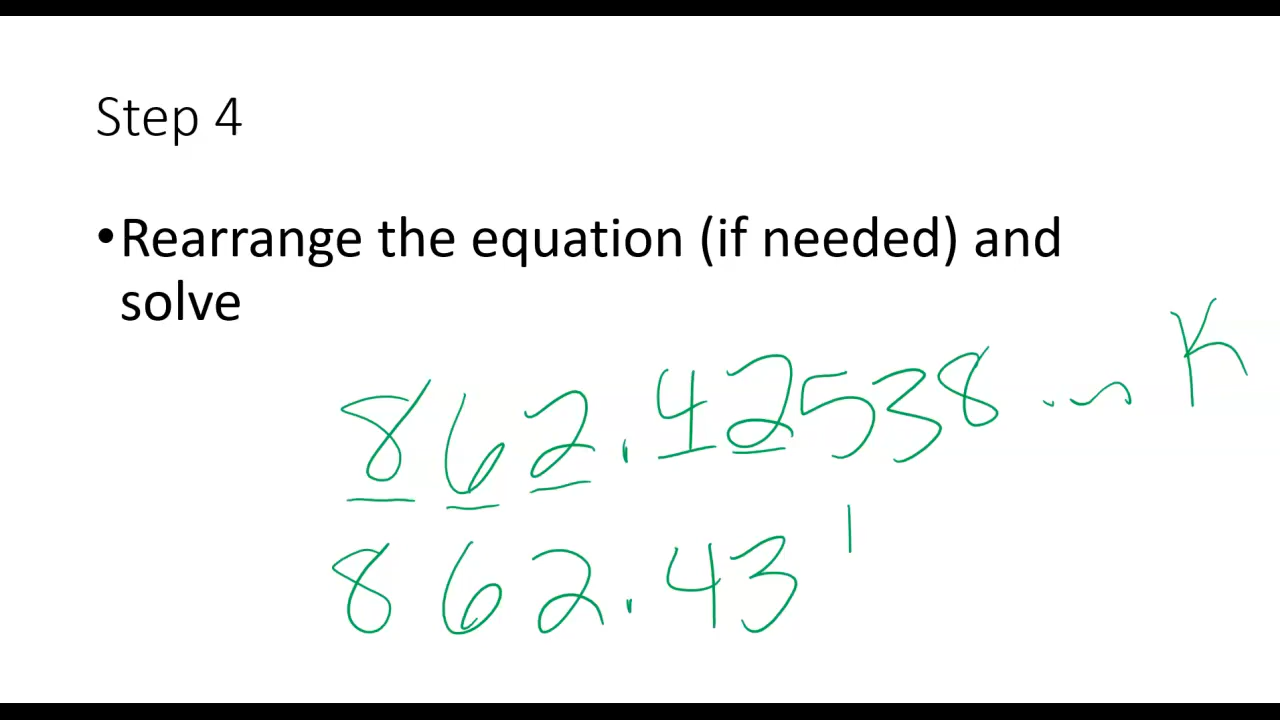 Step 4
•Rearrange the equation (if needed) and
solve
862.42538... K
862.43